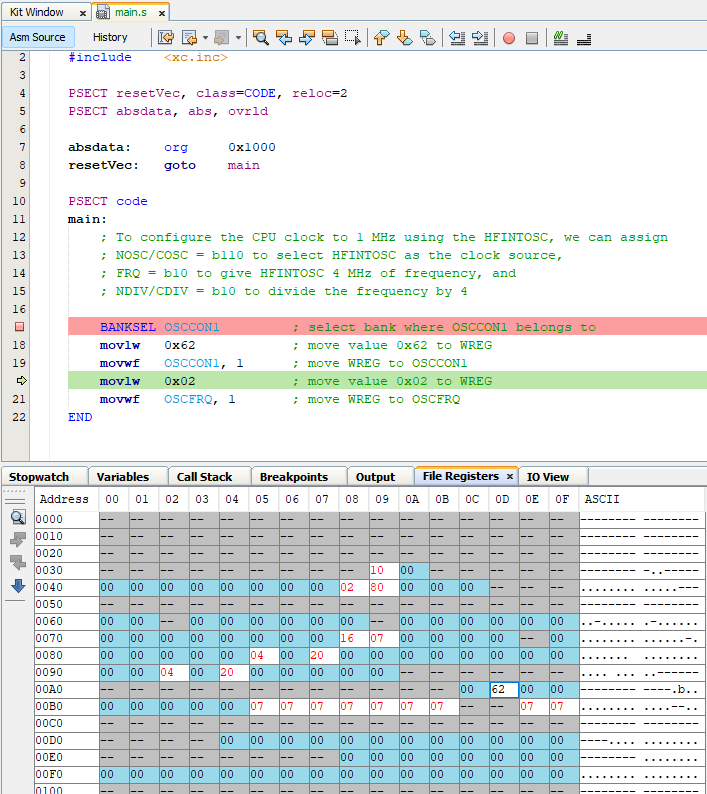 Kit Window × main.s ×
Asm Source History
2 #include <xc.inc>
3
4 PSECT resetVec, class=CODE, reloc=2
5 PSECT absdata, abs, ovrld
6
7 absdata: org 0x1000
8 resetVec: goto main
9
10 PSECT code
11 main:
12 ; To configure the CPU clock to 1 MHz using the HFINTOSC, we can assign
13 ; NOSC/COSC = b110 to select HFINTOSC as the clock source,
14 ; FRQ = b10 to give HFINTOSC 4 MHz of frequency, and
15 ; NDIV/CDIV = b10 to divide the frequency by 4
16
BANKSEL OSCCON1 ; select bank where OSCCON1 belongs to
18 movlw 0x62 ; move value 0x62 to WREG
19 movwf OSCCON1, 1 ; move WREG to OSCCON1
movlw 0x02 ; move value 0x02 to WREG
21 movwf OSCFRQ, 1 ; move WREG to OSCFRQ
22 END
Stopwatch Variables Call Stack Breakpoints Output File Registers × IO View
Address 00 01 02 03 04 05 06 07 08 09 0A 0B 0C 0D 0E 0F ASCII
0000 -- -- -- -- -- -- -- -- -- -- -- -- -- -- -- -- -------- --------
0010 -- -- -- -- -- -- -- -- -- -- -- -- -- -- -- -- -------- --------
0020 -- -- -- -- -- -- -- -- -- -- -- -- -- -- -- -- -------- --------
0030 -- -- -- -- -- -- -- -- -- 10 00 -- -- -- -- -- -------- -..-----
0040 00 00 00 00 00 00 00 00 02 80 00 00 00 -- -- -- ........ .....---
0050 -- -- -- -- -- -- -- -- -- -- -- -- -- -- -- -- -------- --------
0060 00 00 -- 00 00 00 00 00 00 -- 00 00 00 00 00 00 ..-..... .-......
0070 00 00 00 00 00 00 00 00 16 07 00 00 00 00 -- 00 ........ ......-.
0080 00 00 00 00 00 04 00 20 00 00 00 00 00 00 00 00 ....... ........
0090 00 00 04 00 20 00 00 00 00 00 -- -- -- -- -- -- .... ... ..------
00A0 -- -- -- -- -- -- -- -- -- -- -- -- 00 62 00 00 -------- ----.b..
00B0 00 00 00 00 00 07 07 07 07 07 07 07 -- -- 07 07 ........ ....--..
00C0 -- -- -- -- -- -- -- -- -- -- -- -- -- -- -- -- -------- --------
00D0 -- -- -- -- 00 00 00 00 00 00 00 00 00 00 00 00 ----.... ........
00E0 -- -- -- -- -- -- -- -- 00 00 00 00 00 00 00 00 -------- ........
00F0 00 00 00 00 00 00 00 00 00 00 00 00 00 00 00 00 ........ ........
0100 -- -- -- -- -- -- -- -- -- -- -- -- -- -- -- -- -------- --------